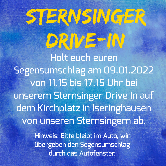 STERNSINGER
DRIVE-IN
Holt euch euren
Segensumschlag am 09.01.2022
von 11.15 bis 17.15 Uhr bei
unserem Sternsinger Drive In auf
dem Kirchplatz in Iseringhausen
von unseren Sternsingern ab.
Hinweis: Bitte bleibt im Auto, wir
übergeben den Segensumschlag
durch das Autofenster.